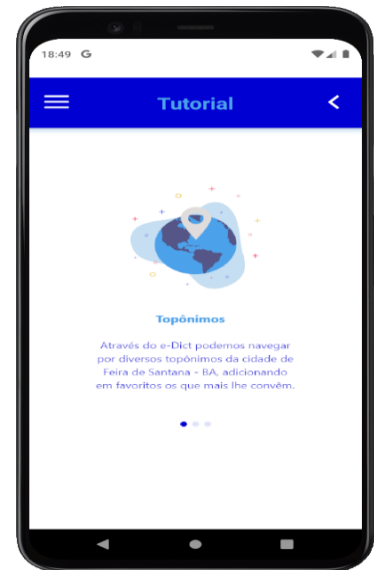 18:49 G
Tutorial
Topônimos
Através do e-Dict podemos navegar
por diversos topônimos da cidade de
Feira de Santana - BA, adicionando
em favoritos os que mais lhe convêm.